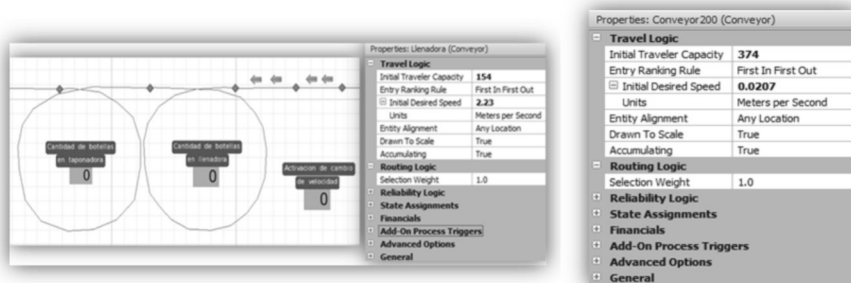 Cantidad de botellas
en taponadora
0
Cantidad de botellas
en llenadora
0
Activacion de cambio
de velocidad
0
Properties: Llenadora (Conveyor)
Travel Logic
Initial Traveler Capacity 154
Entry Ranking Rule First In First Out
Initial Desired Speed 2.23
Units Meters per Second
Entity Alignment Any Location
Drawn To Scale True
Accumulating True
Routing Logic
Selection Weight 1.0
Reliability Logic
State Assignments
Financials
Add-On Process Triggers
Advanced Options
General
Properties: Conveyor200 (Conveyor)
Travel Logic
Initial Traveler Capacity 374
Entry Ranking Rule First In First Out
Initial Desired Speed 0.0207
Units Meters per Second
Entity Alignment Any Location
Drawn To Scale True
Accumulating True
Routing Logic
Selection Weight 1.0
Reliability Logic
State Assignments
Financials
Add-On Process Triggers
Advanced Options
General